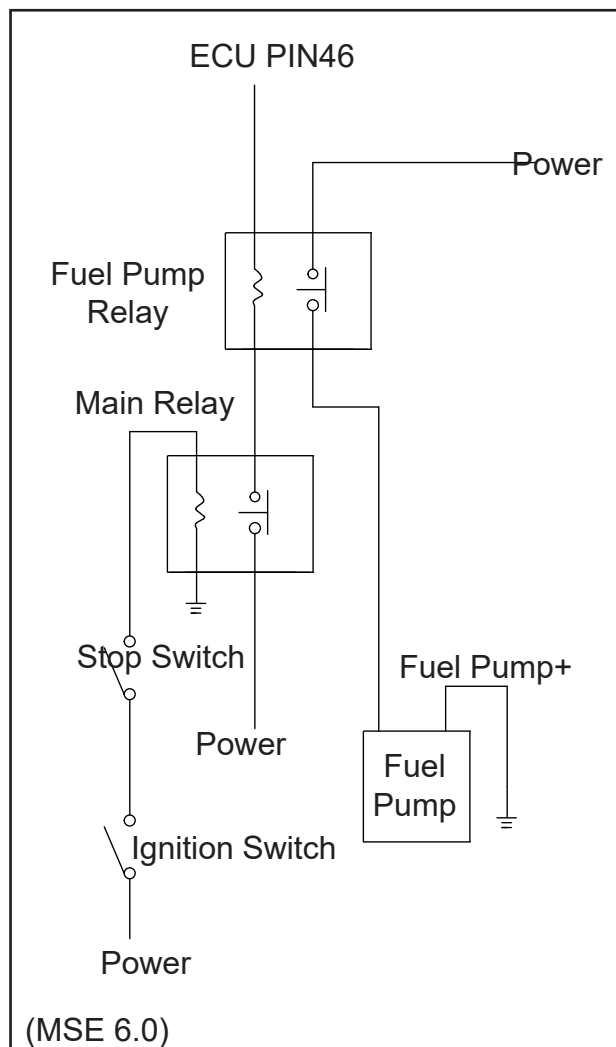 ECU PIN46
Power
Fuel Pump
Relay
Main Relay
Stop Switch
Fuel Pump+
Power
Fuel
Pump
Ignition Switch
Power
(MSE 6.0)